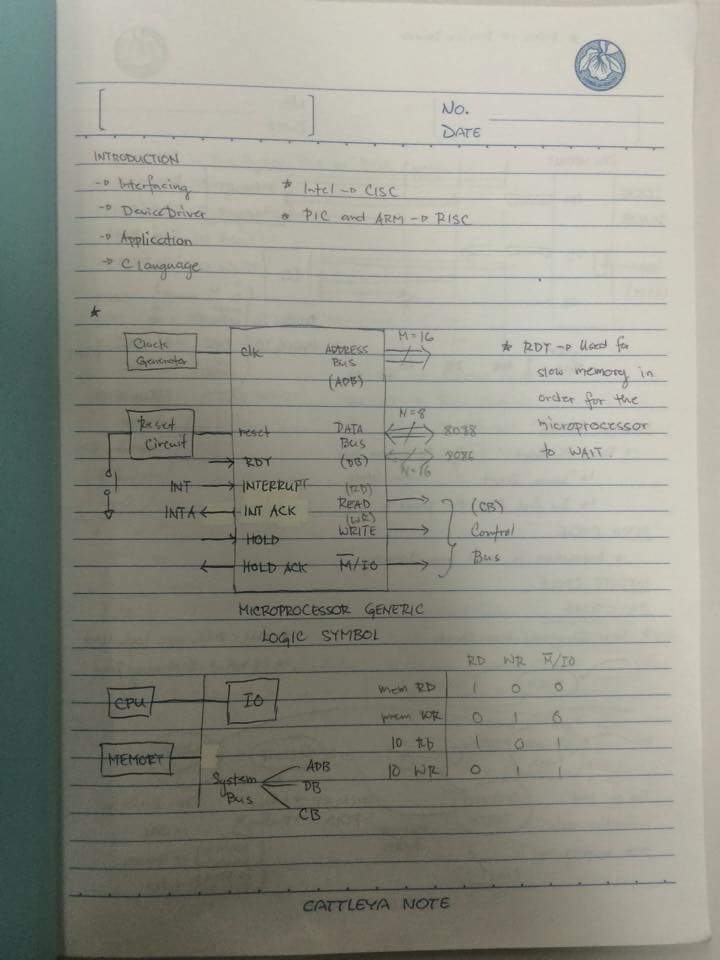 NO.
DATE
INTRODUCTION
→ Interfacing
→ Device Driver
→ Application
→ C language
* Intel → CISC
* PIC and ARM → RISC
*
Clock
Generator
Reset
Circuit
INT
INTA
clk
reset
RDY
INTERRUPT
INT ACK
HOLD
HOLD ACK
ADDRESS
BUS
(ADB)
DATA
BUS
(DB)
(RD)
READ
(WR)
WRITE
M̅/IO
M=16
N=8
8088
8086
N=16
(CB)
Control
Bus
* RDY → Used for
slow memory in
order for the
microprocessor
to WAIT.
MICROPROCESSOR GENERIC
LOGIC SYMBOL
CPU
IO
MEMORY
System
Bus
ADB
DB
CB
RD WR M̅/IO
mem RD 1 0 0
mem WR 0 1 0
IO RD 1 0 1
IO WR 0 1 1
CATTLEYA NOTE